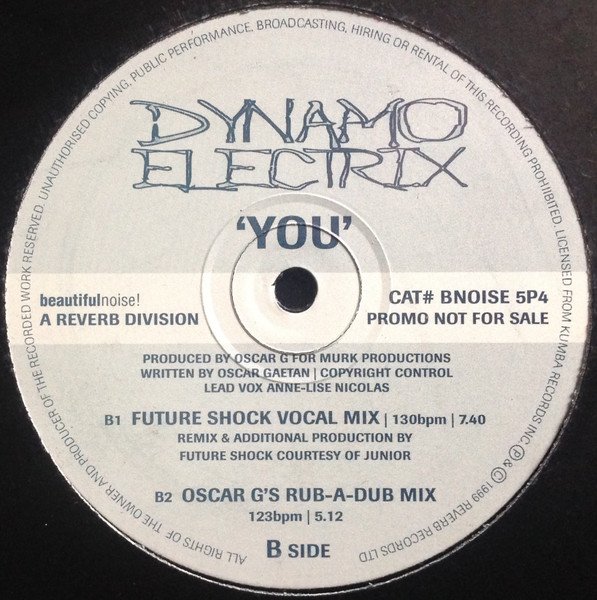 DYNAMO
ELECTRIX
‘YOU’
beautifulnoise!
A REVERB DIVISION
CAT# BNOISE 5P4
PROMO NOT FOR SALE
PRODUCED BY OSCAR G FOR MURK PRODUCTIONS
WRITTEN BY OSCAR GAETAN | COPYRIGHT CONTROL
LEAD VOX ANNE-LISE NICOLAS
B1 FUTURE SHOCK VOCAL MIX | 130bpm | 7.40
REMIX & ADDITIONAL PRODUCTION BY
FUTURE SHOCK COURTESY OF JUNIOR
B2 OSCAR G'S RUB-A-DUB MIX
123bpm | 5.12
B SIDE
ALL RIGHTS OF THE OWNER AND PRODUCER OF THE RECORDED WORK RESERVED. UNAUTHORISED COPYING, PUBLIC PERFORMANCE, BROADCASTING, HIRING OR RENTAL OF THIS RECORDING PROHIIBITED. LICENSED FROM KUMBA RECORDS INC. ℗ & © 1999 REVERB RECORDS LTD